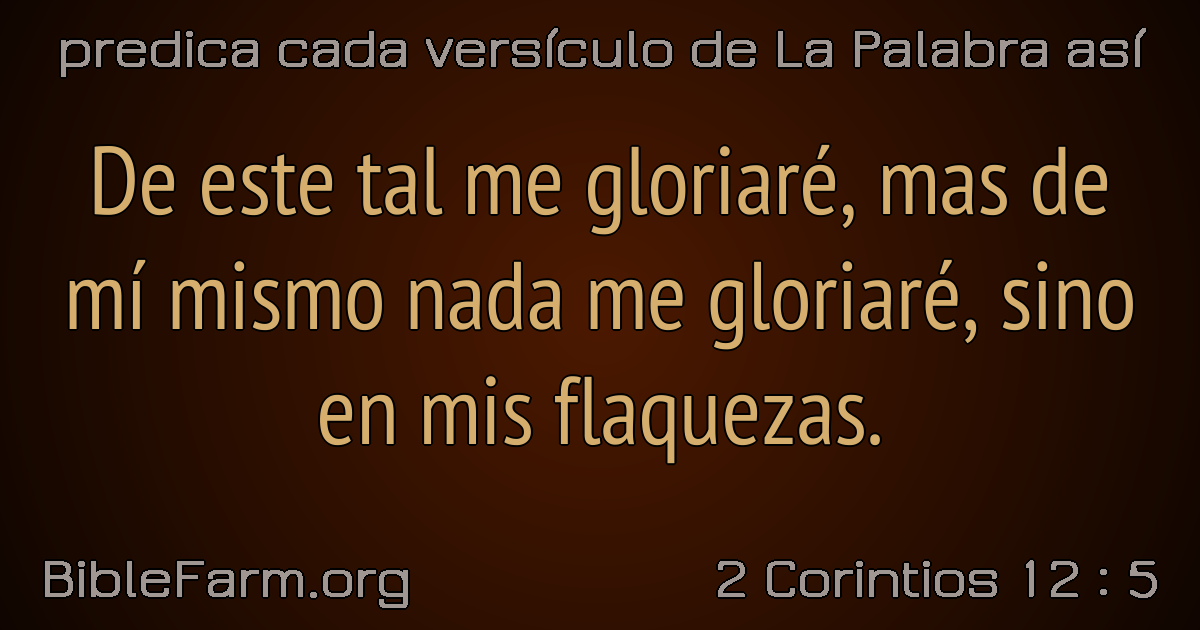 predica cada versículo de La Palabra así
De este tal me gloriaré, mas de
mí mismo nada me gloriaré, sino
en mis flaquezas.
BibleFarm.org
2 Corintios 12 : 5